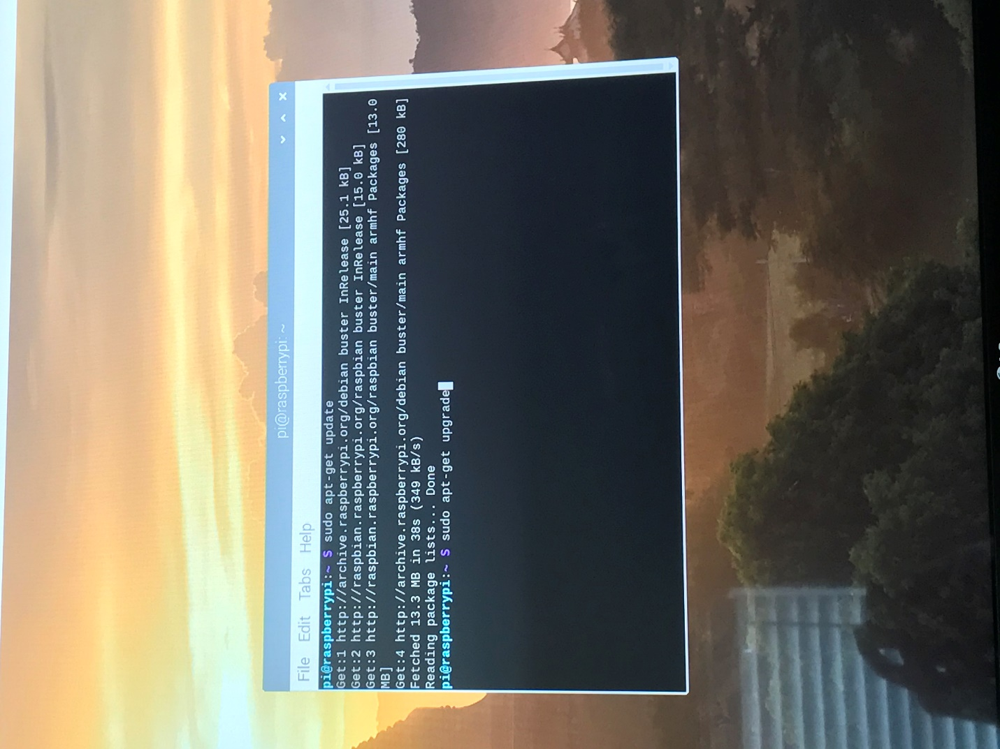 pi@raspberrypi: ~
File Edit Tabs Help
pi@raspberrypi:~ $ sudo apt-get update
Get:1 http://archive.raspberrypi.org/debian buster InRelease [25.1 kB]
Get:2 http://raspbian.raspberrypi.org/raspbian buster InRelease [15.0 kB]
Get:3 http://raspbian.raspberrypi.org/raspbian buster/main armhf Packages [13.0
MB]
Get:4 http://archive.raspberrypi.org/debian buster/main armhf Packages [280 kB]
Fetched 13.3 MB in 38s (349 kB/s)
Reading package lists... Done
pi@raspberrypi:~ $ sudo apt-get upgrade